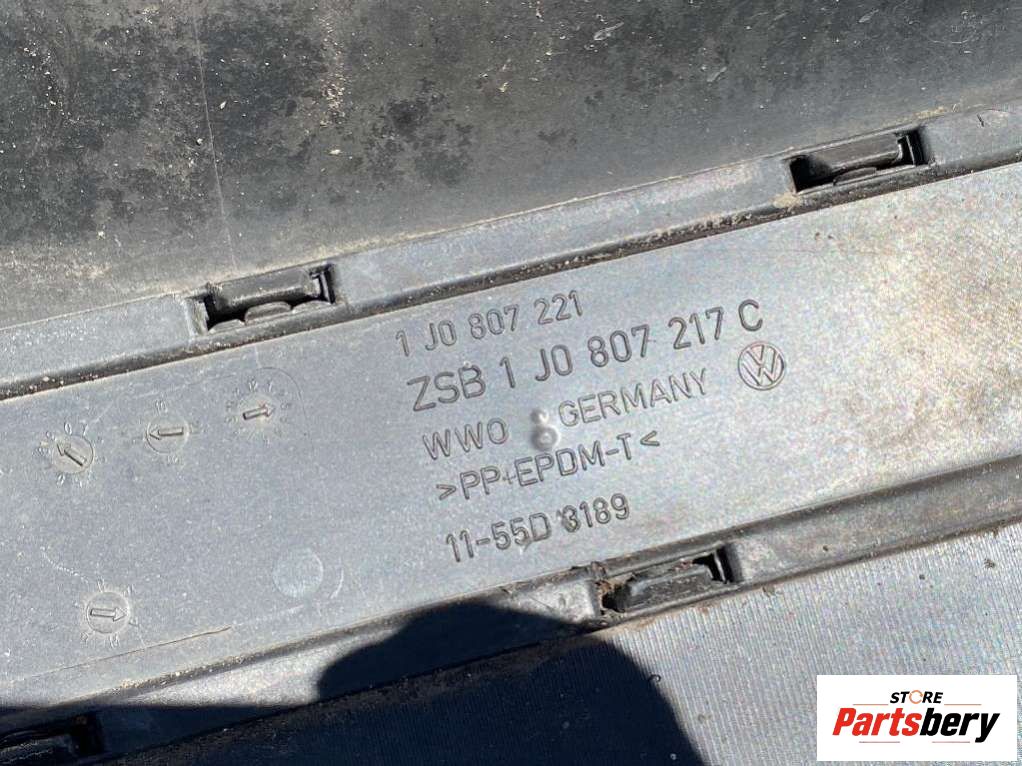 1 J0 807 221
ZSB 1 J0 807 217 C
WWO GERMANY
>PP+EPDM-T<
11-55D 3189
STORE
Partsbery